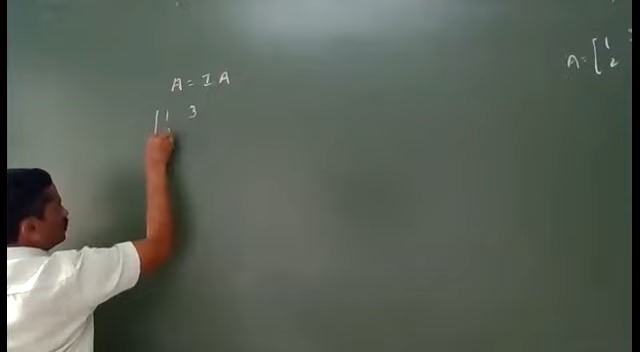 A = I A
[ 1 3
A = [ 1
2